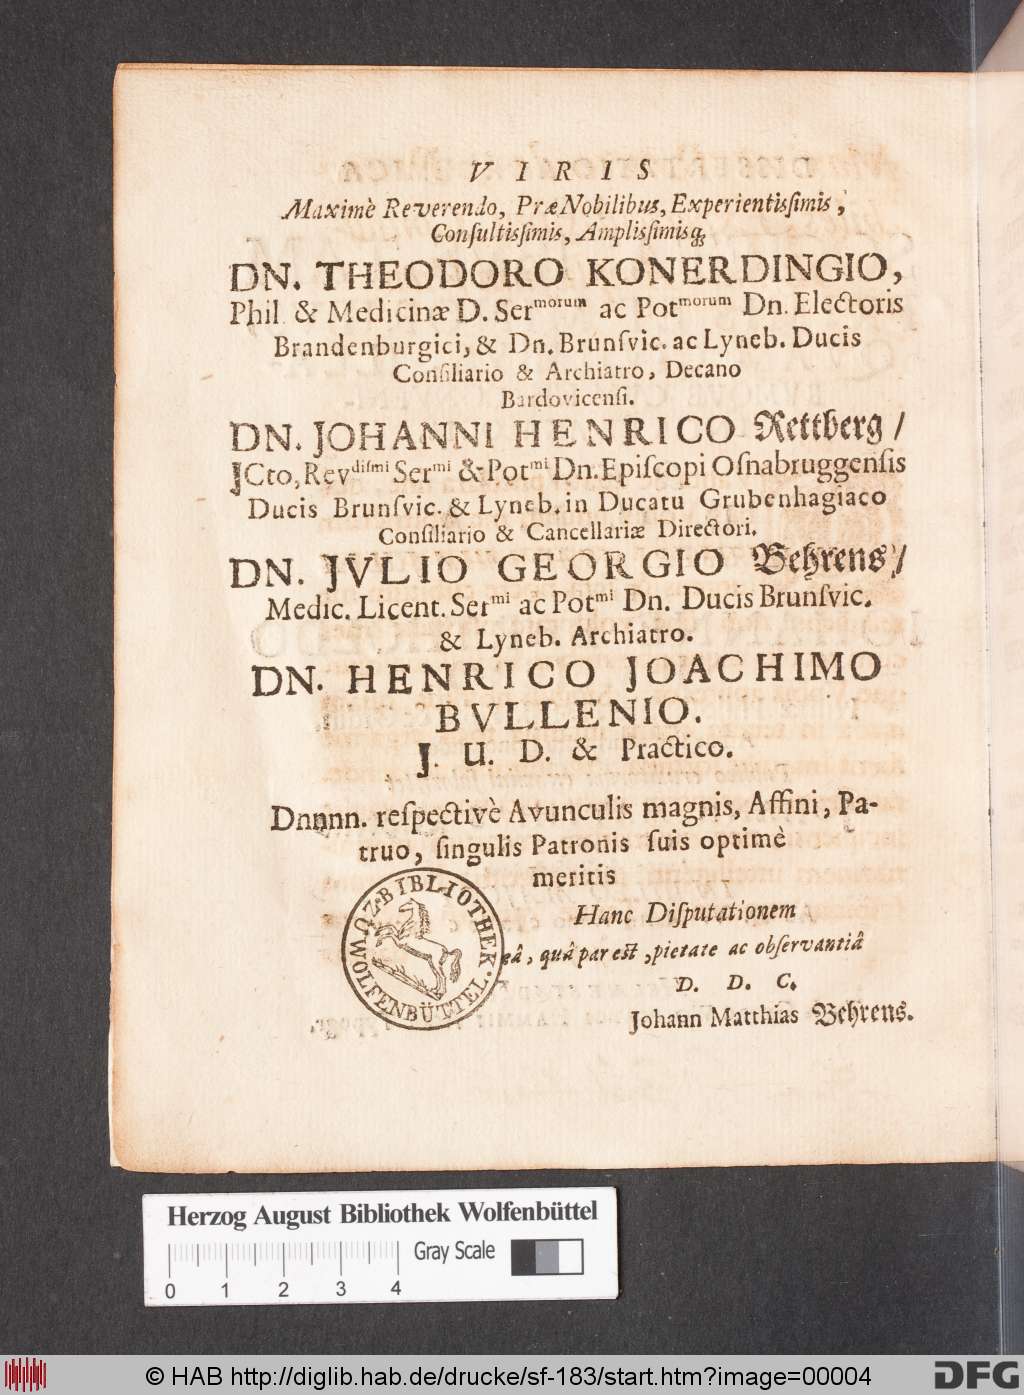 VIRIS
Maximè Reverendo, PræNobilibus, Experientiſſimis,
Conſultiſſimis, Ampliſſimisq́;
DN. THEODORO KONERDINGIO,
Phil. & Medicinæ D. Serᵐᵒʳᵘᵐ ac Potᵐᵒʳᵘᵐ Dn. Electoris
Brandenburgici, & Dn. Brunſvic. ac Lyneb. Ducis
Conſiliario & Archiatro, Decano
Bardovicenſi.
DN. JOHANNI HENRICO Rettberg/
JCto, Revᵈⁱſᵐⁱ Serᵐⁱ & Potᵐⁱ Dn. Epiſcopi Oſnabruggenſis
Ducis Brunſvic. & Lyneb. in Ducatu Grubenhagiaco
Conſiliario & Cancellariæ Directori.
DN. JVLIO GEORGIO Behrens/
Medic. Licent. Serᵐⁱ ac Potᵐⁱ Dn. Ducis Brunſvic.
& Lyneb. Archiatro.
DN. HENRICO JOACHIMO
BVLLENIO.
J. U. D. & Practico.
Dnnnn. reſpectivè Avunculis magnis, Affini, Pa-
truo, ſingulis Patronis ſuis optimè
meritis
Hanc Diſputationem
eâ, quâ par est, pietate ac obſervantiâ
D. D. C.
Johann Matthias Behrens.
BIBLIOTHEK·
ZU WOLFENBÜTTEL
Herzog August Bibliothek Wolfenbüttel
Gray Scale
0 1 2 3 4
© HAB http://diglib.hab.de/drucke/sf-183/start.htm?image=00004
DFG